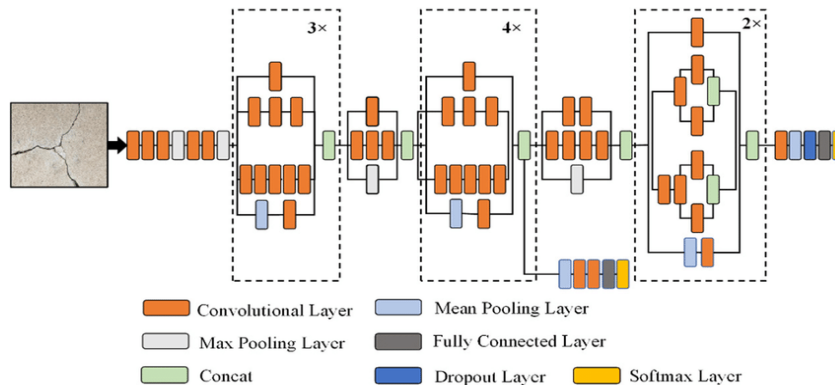 3×
4×
2×
Convolutional Layer
Mean Pooling Layer
Max Pooling Layer
Fully Connected Layer
Concat
Dropout Layer
Softmax Layer